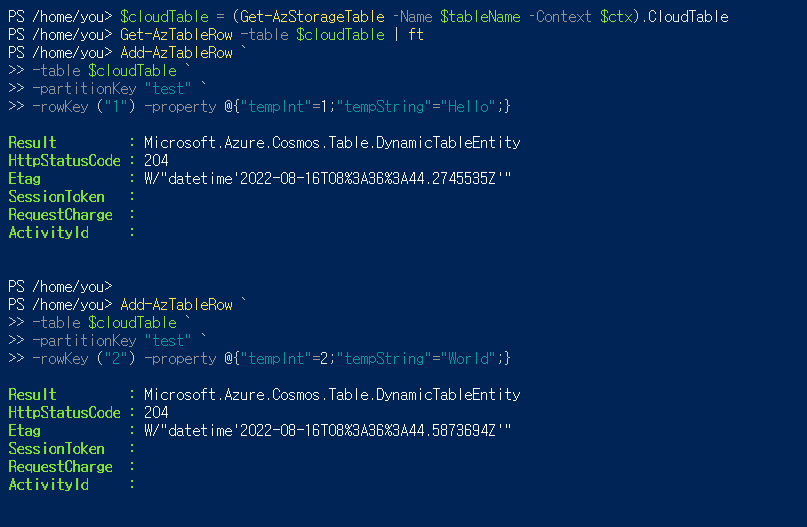 PS /home/you> $cloudTable = (Get-AzStorageTable -Name $tableName -Context $ctx).CloudTable
PS /home/you> Get-AzTableRow -table $cloudTable | ft
PS /home/you> Add-AzTableRow `
>> -table $cloudTable `
>> -partitionKey "test" `
>> -rowKey ("1") -property @{"tempInt"=1;"tempString"="Hello";}
Result : Microsoft.Azure.Cosmos.Table.DynamicTableEntity
HttpStatusCode : 204
Etag : W/"datetime'2022-08-16T08%3A36%3A44.2745535Z'"
SessionToken :
RequestCharge :
ActivityId :
PS /home/you>
PS /home/you> Add-AzTableRow `
>> -table $cloudTable `
>> -partitionKey "test" `
>> -rowKey ("2") -property @{"tempInt"=2;"tempString"="World";}
Result : Microsoft.Azure.Cosmos.Table.DynamicTableEntity
HttpStatusCode : 204
Etag : W/"datetime'2022-08-16T08%3A36%3A44.5873694Z'"
SessionToken :
RequestCharge :
ActivityId :